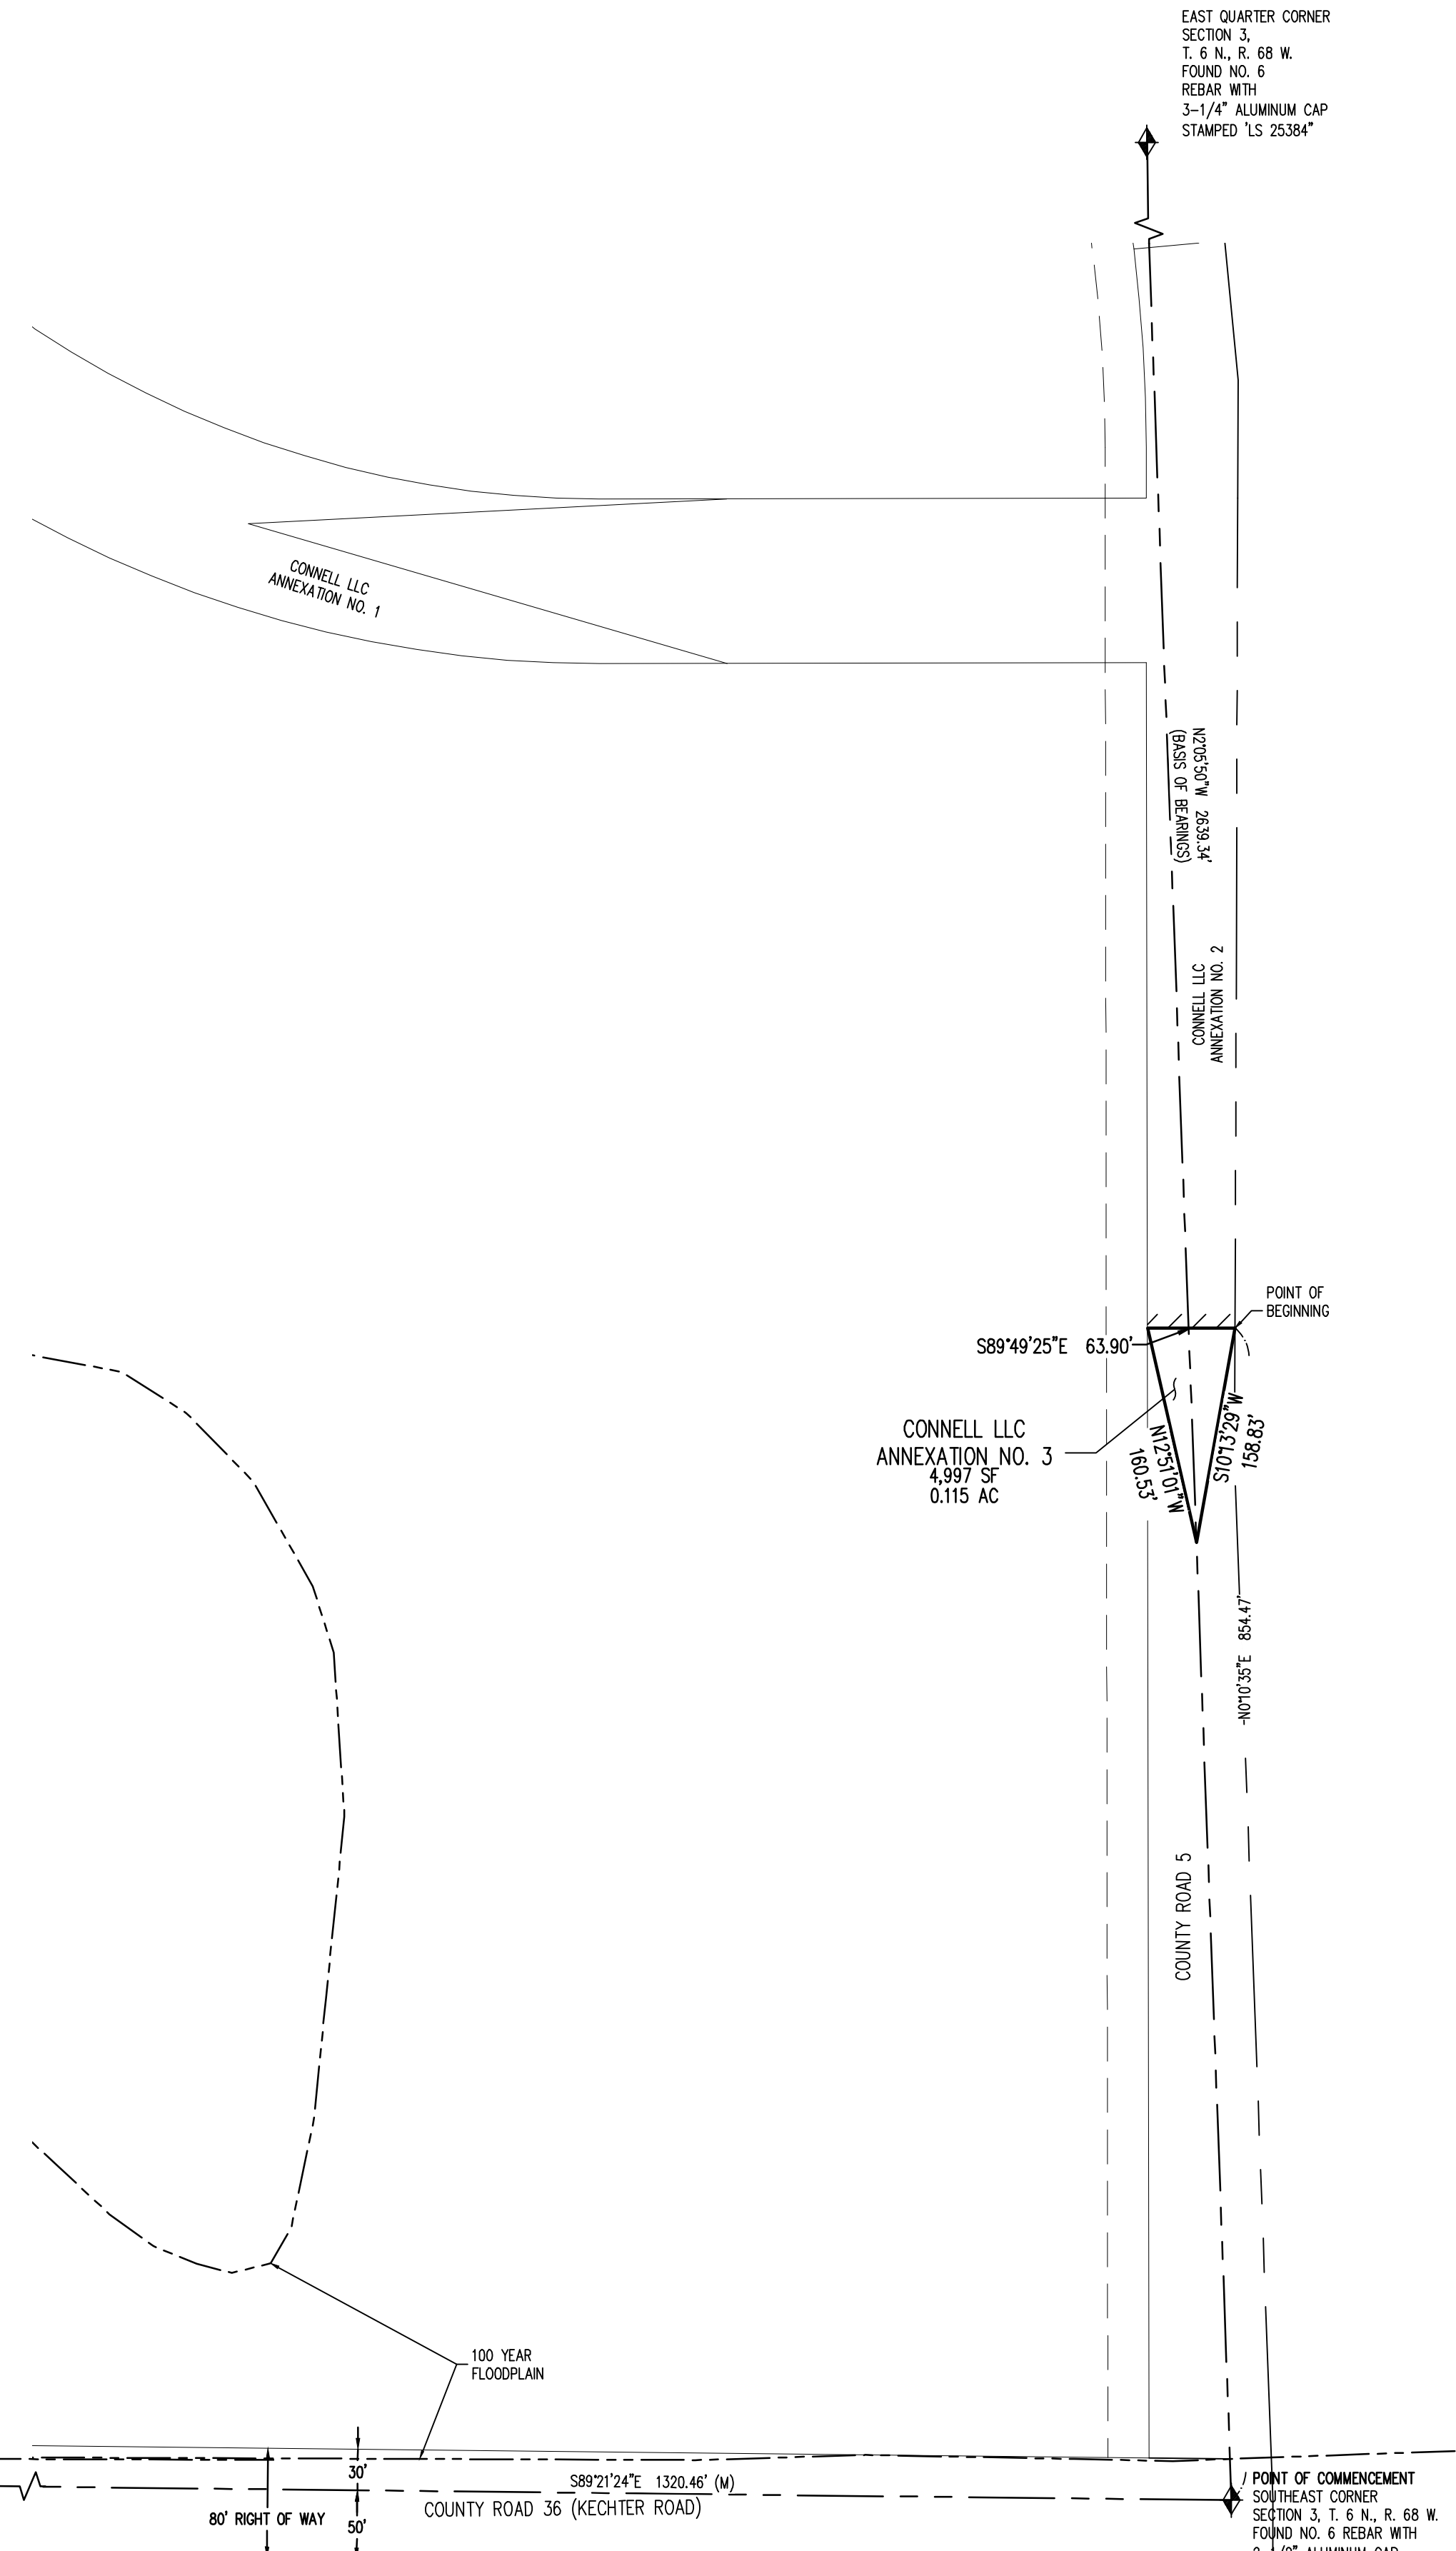 EAST QUARTER CORNER
SECTION 3,
T. 6 N., R. 68 W.
FOUND NO. 6
REBAR WITH
3-1/4" ALUMINUM CAP
STAMPED 'LS 25384"
CONNELL LLC
ANNEXATION NO. 1
N2°05'50"W 2639.34'
(BASIS OF BEARINGS)
CONNELL LLC
ANNEXATION NO. 2
POINT OF
BEGINNING
S89°49'25"E 63.90'
CONNELL LLC
ANNEXATION NO. 3
4,997 SF
0.115 AC
N12°51'01"W
160.53'
S10°13'29"W
158.83'
N0°10'35"E 854.47'
COUNTY ROAD 5
100 YEAR
FLOODPLAIN
30'
S89°21'24"E 1320.46' (M)
COUNTY ROAD 36 (KECHTER ROAD)
80' RIGHT OF WAY
50'
POINT OF COMMENCEMENT
SOUTHEAST CORNER
SECTION 3, T. 6 N., R. 68 W.
FOUND NO. 6 REBAR WITH
ALUMINUM CAP